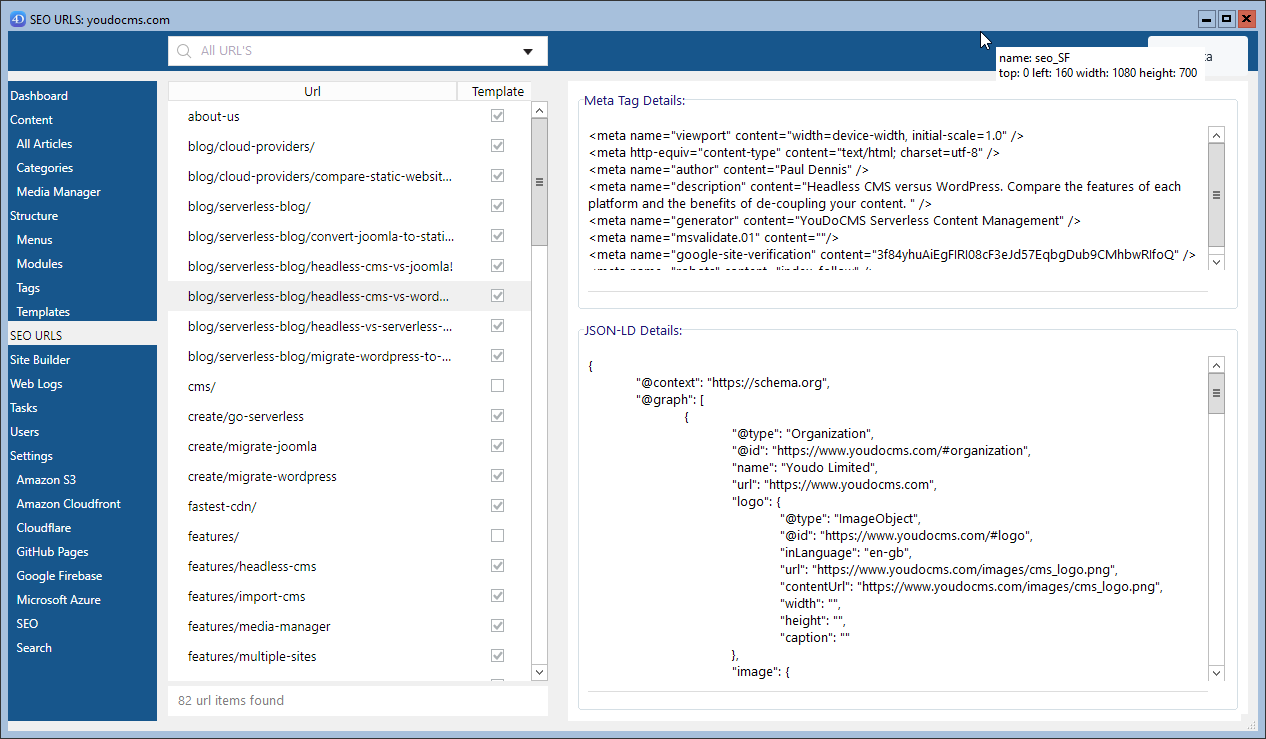 4D SEO URLS: youdocms.com
All URL'S
name: seo_SF
top: 0 left: 160 width: 1080 height: 700
Dashboard
Content
All Articles
Categories
Media Manager
Structure
Menus
Modules
Tags
Templates
SEO URLS
Site Builder
Web Logs
Tasks
Users
Settings
Amazon S3
Amazon Cloudfront
Cloudflare
GitHub Pages
Google Firebase
Microsoft Azure
SEO
Search
Url Template
about-us
blog/cloud-providers/
blog/cloud-providers/compare-static-websit...
blog/serverless-blog/
blog/serverless-blog/convert-joomla-to-stati...
blog/serverless-blog/headless-cms-vs-joomla!
blog/serverless-blog/headless-cms-vs-word...
blog/serverless-blog/headless-vs-serverless-...
blog/serverless-blog/migrate-wordpress-to-...
cms/
create/go-serverless
create/migrate-joomla
create/migrate-wordpress
fastest-cdn/
features/
features/headless-cms
features/import-cms
features/media-manager
features/multiple-sites
82 url items found
Meta Tag Details:
<meta name="viewport" content="width=device-width, initial-scale=1.0" />
<meta http-equiv="content-type" content="text/html; charset=utf-8" />
<meta name="author" content="Paul Dennis" />
<meta name="description" content="Headless CMS versus WordPress. Compare the features of each
platform and the benefits of de-coupling your content. " />
<meta name="generator" content="YouDoCMS Serverless Content Management" />
<meta name="msvalidate.01" content=""/>
<meta name="google-site-verification" content="3f84yhuAiEgFIRl08cF3eJd57EqbgDub9CMhbwRlfoQ" />
<meta name="robots" content="index, follow" /
JSON-LD Details:
{
"@context": "https://schema.org",
"@graph": [
{
"@type": "Organization",
"@id": "https://www.youdocms.com/#organization",
"name": "Youdo Limited",
"url": "https://www.youdocms.com",
"logo": {
"@type": "ImageObject",
"@id": "https://www.youdocms.com/#logo",
"inLanguage": "en-gb",
"url": "https://www.youdocms.com/images/cms_logo.png",
"contentUrl": "https://www.youdocms.com/images/cms_logo.png",
"width": "",
"height": "",
"caption": ""
},
"image": {